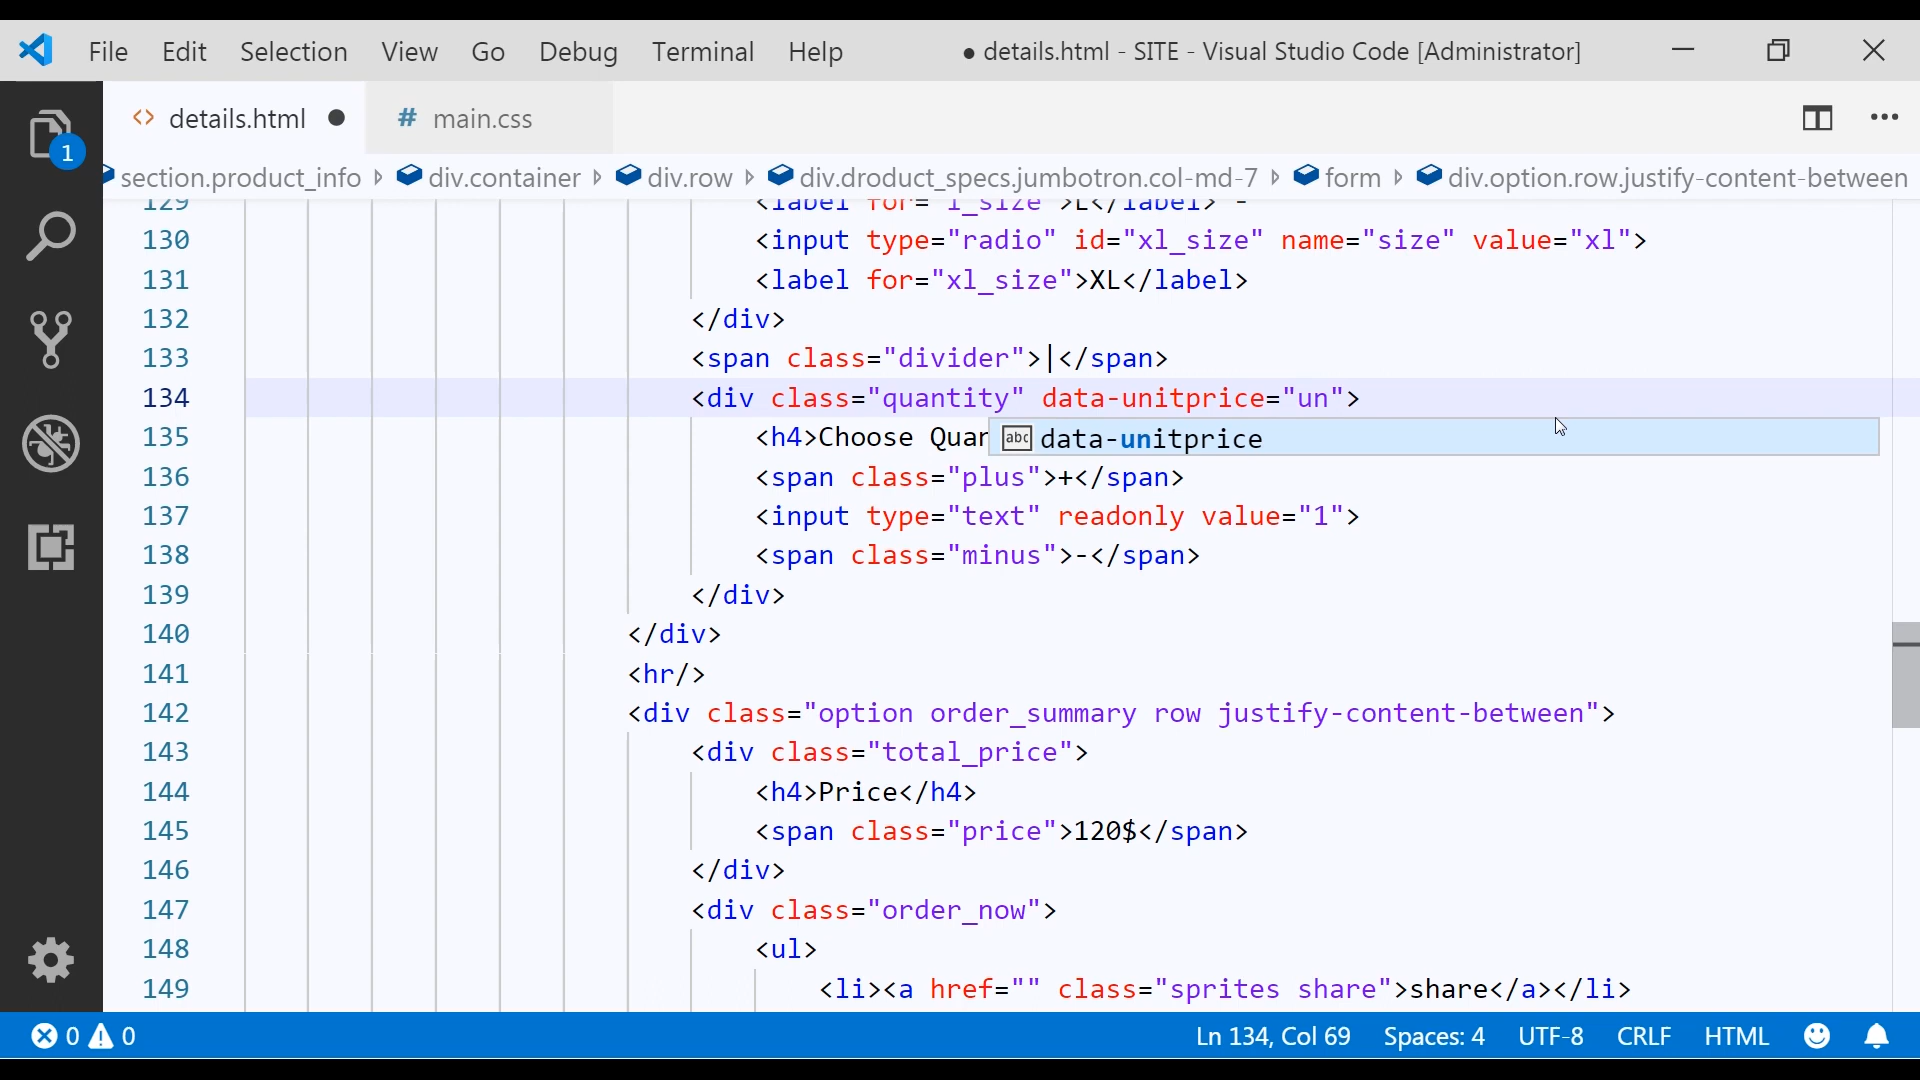 File Edit Selection View Go Debug Terminal Help ● details.html - SITE - Visual Studio Code [Administrator]
<> details.html ● # main.css
1
section.product_info div.container div.row div.droduct_specs.jumbotron.col-md-7 form div.option.row.justify-content-between
129 <label for="l_size">L</label> -
130 <input type="radio" id="xl_size" name="size" value="xl">
131 <label for="xl_size">XL</label>
132 </div>
133 <span class="divider">|</span>
134 <div class="quantity" data-unitprice="un">
135 <h4>Choose Quar abc data-unitprice
136 <span class="plus">+</span>
137 <input type="text" readonly value="1">
138 <span class="minus">-</span>
139 </div>
140 </div>
141 <hr/>
142 <div class="option order_summary row justify-content-between">
143 <div class="total_price">
144 <h4>Price</h4>
145 <span class="price">120$</span>
146 </div>
147 <div class="order_now">
148 <ul>
149 <li><a href="" class="sprites share">share</a></li>
0 0 Ln 134, Col 69 Spaces: 4 UTF-8 CRLF HTML